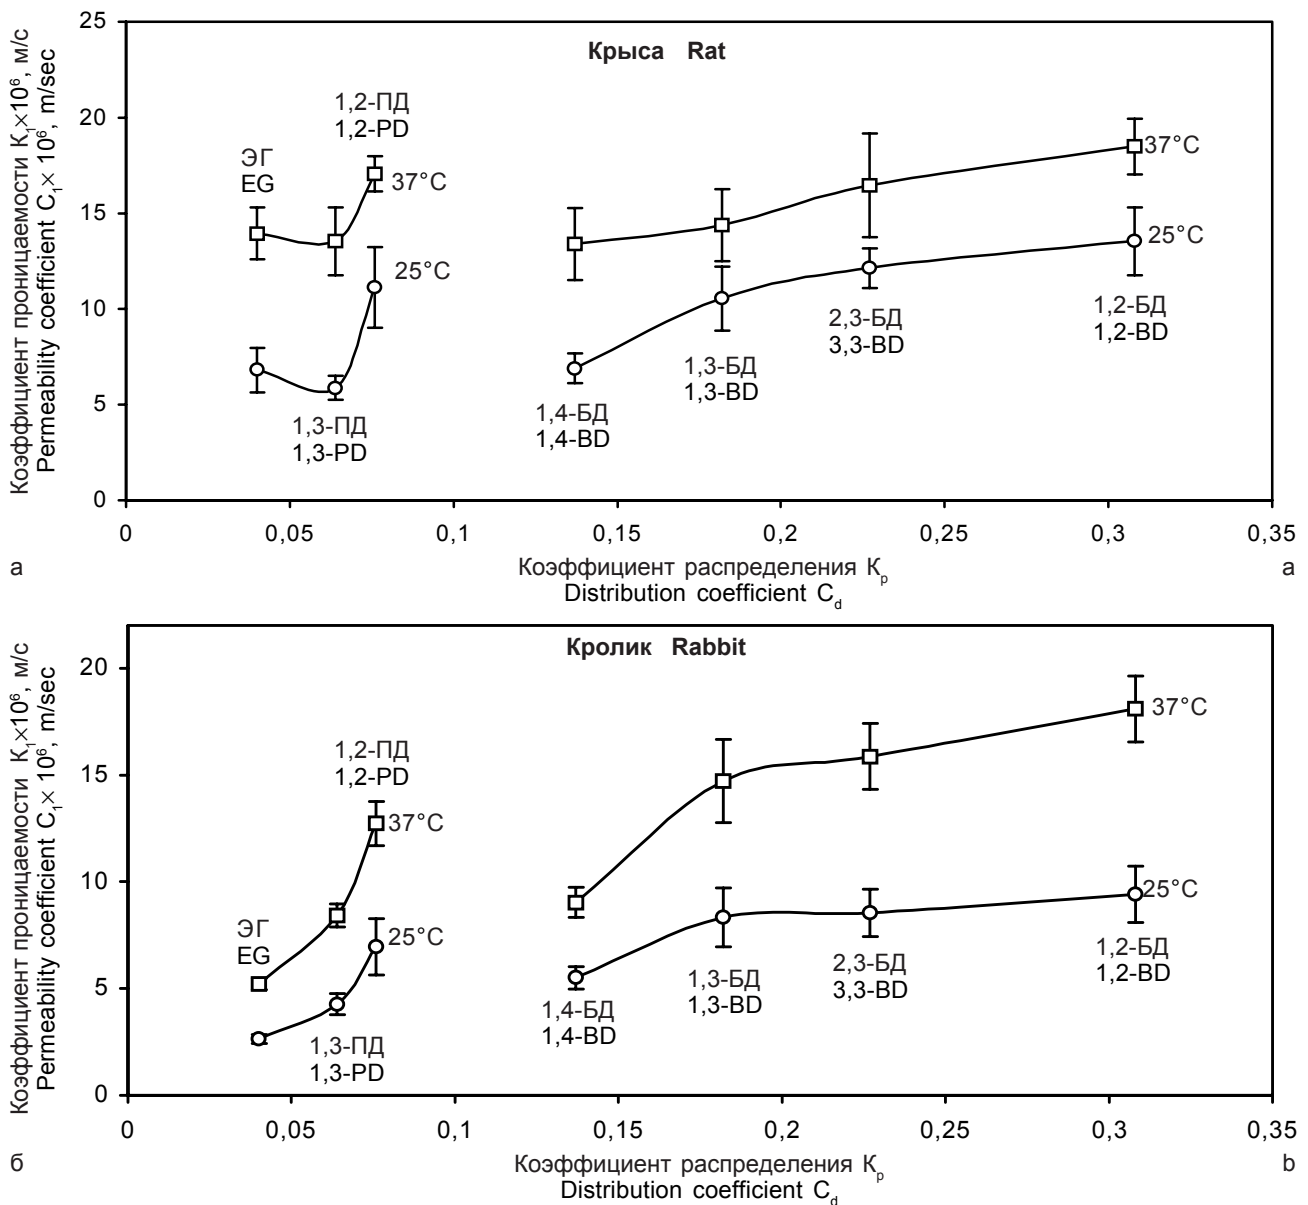 Коэффициент проницаемости К₁×10⁶, м/с
Permeability coefficient C₁× 10⁶, m/sec
25
20
15
10
5
0
Крыса Rat
ЭГ
EG
1,2-ПД
1,2-PD
37°C
25°C
1,3-ПД
1,3-PD
1,4-БД
1,4-BD
1,3-БД
1,3-BD
2,3-БД
3,3-BD
1,2-БД
1,2-BD
37°C
25°C
0 0,05 0,1 0,15 0,2 0,25 0,3 0,35
а
Коэффициент распределения Кₚ
Distribution coefficient C_d
a
Коэффициент проницаемости К₁×10⁶, м/с
Permeability coefficient C₁× 10⁶, m/sec
20
15
10
5
0
Кролик Rabbit
ЭГ
EG
1,2-ПД
1,2-PD
37°C
25°C
1,3-ПД
1,3-PD
1,4-БД
1,4-BD
1,3-БД
1,3-BD
2,3-БД
3,3-BD
1,2-БД
1,2-BD
37°C
25°C
0 0,05 0,1 0,15 0,2 0,25 0,3 0,35
б
Коэффициент распределения Кₚ
Distribution coefficient C_d
b